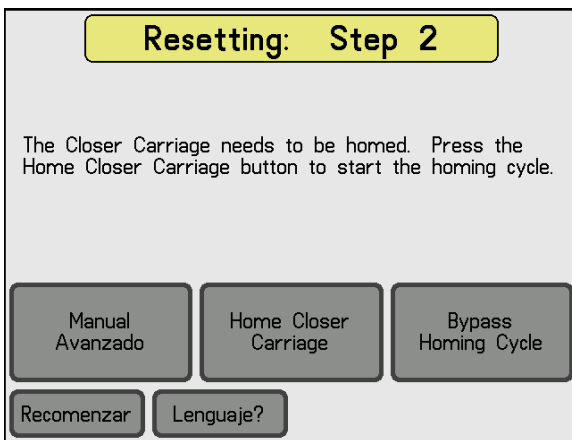 Resetting: Step 2
The Closer Carriage needs to be homed. Press the
Home Closer Carriage button to start the homing cycle.
Manual
Avanzado
Home Closer
Carriage
Bypass
Homing Cycle
Recomenzar
Lenguaje?